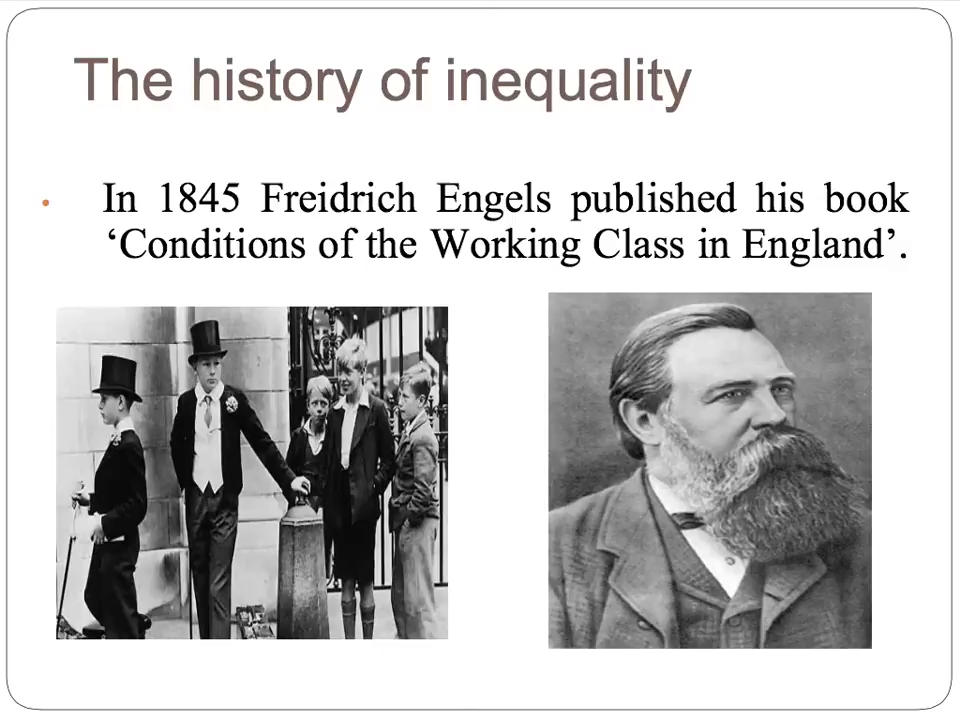 The history of inequality
• In 1845 Freidrich Engels published his book
‘Conditions of the Working Class in England’.